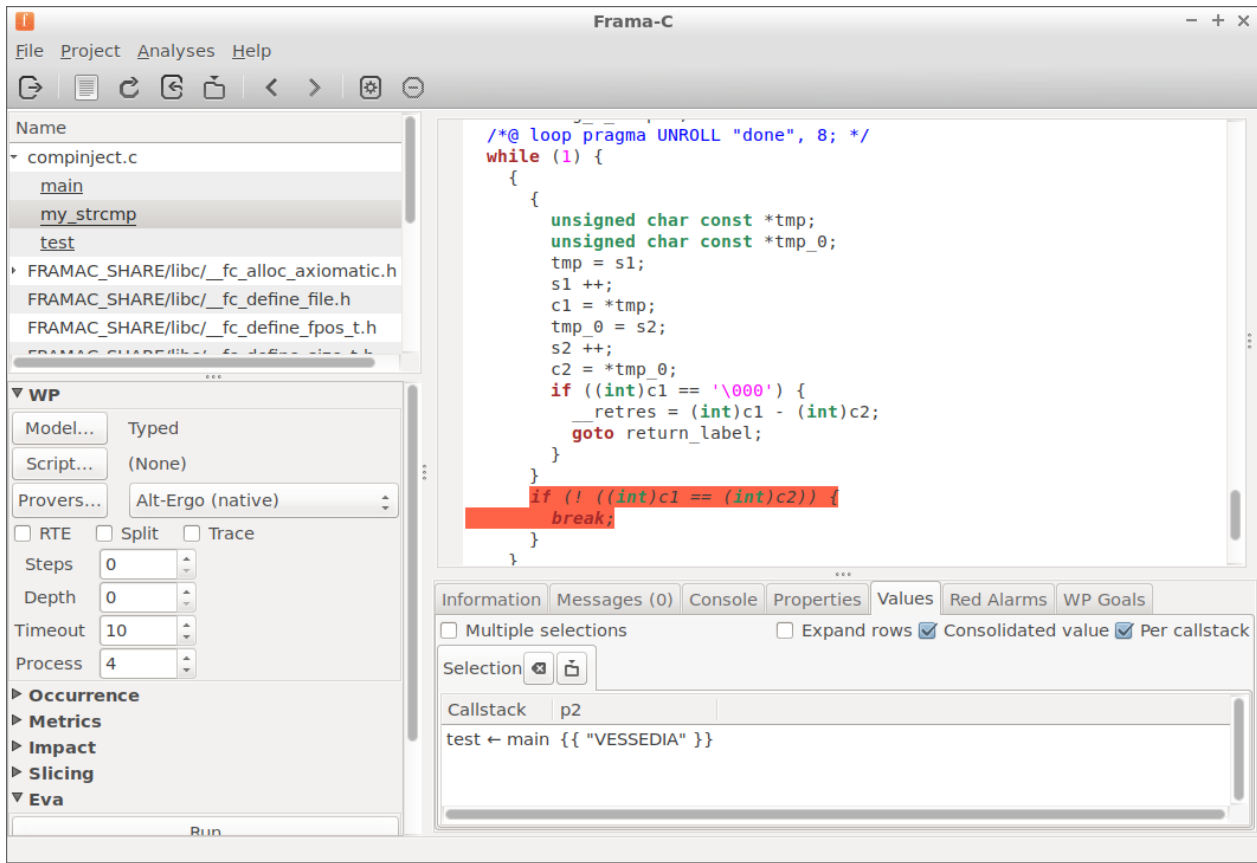 Frama-C
File Project Analyses Help
Name
compinject.c
main
my_strcmp
test
FRAMAC_SHARE/libc/__fc_alloc_axiomatic.h
FRAMAC_SHARE/libc/__fc_define_file.h
FRAMAC_SHARE/libc/__fc_define_fpos_t.h
WP
Model... Typed
Script... (None)
Provers... Alt-Ergo (native)
RTE Split Trace
Steps 0
Depth 0
Timeout 10
Process 4
Occurrence
Metrics
Impact
Slicing
Eva
Run
/*@ loop pragma UNROLL "done", 8; */
while (1) {
{
{
unsigned char const *tmp;
unsigned char const *tmp_0;
tmp = s1;
s1 ++;
c1 = *tmp;
tmp_0 = s2;
s2 ++;
c2 = *tmp_0;
if ((int)c1 == '\000') {
__retres = (int)c1 - (int)c2;
goto return_label;
}
}
if (! ((int)c1 == (int)c2)) {
break;
}
}
Information Messages (0) Console Properties Values Red Alarms WP Goals
Multiple selections Expand rows Consolidated value Per callstack
Selection
Callstack p2
test ← main {{ "VESSEDIA" }}